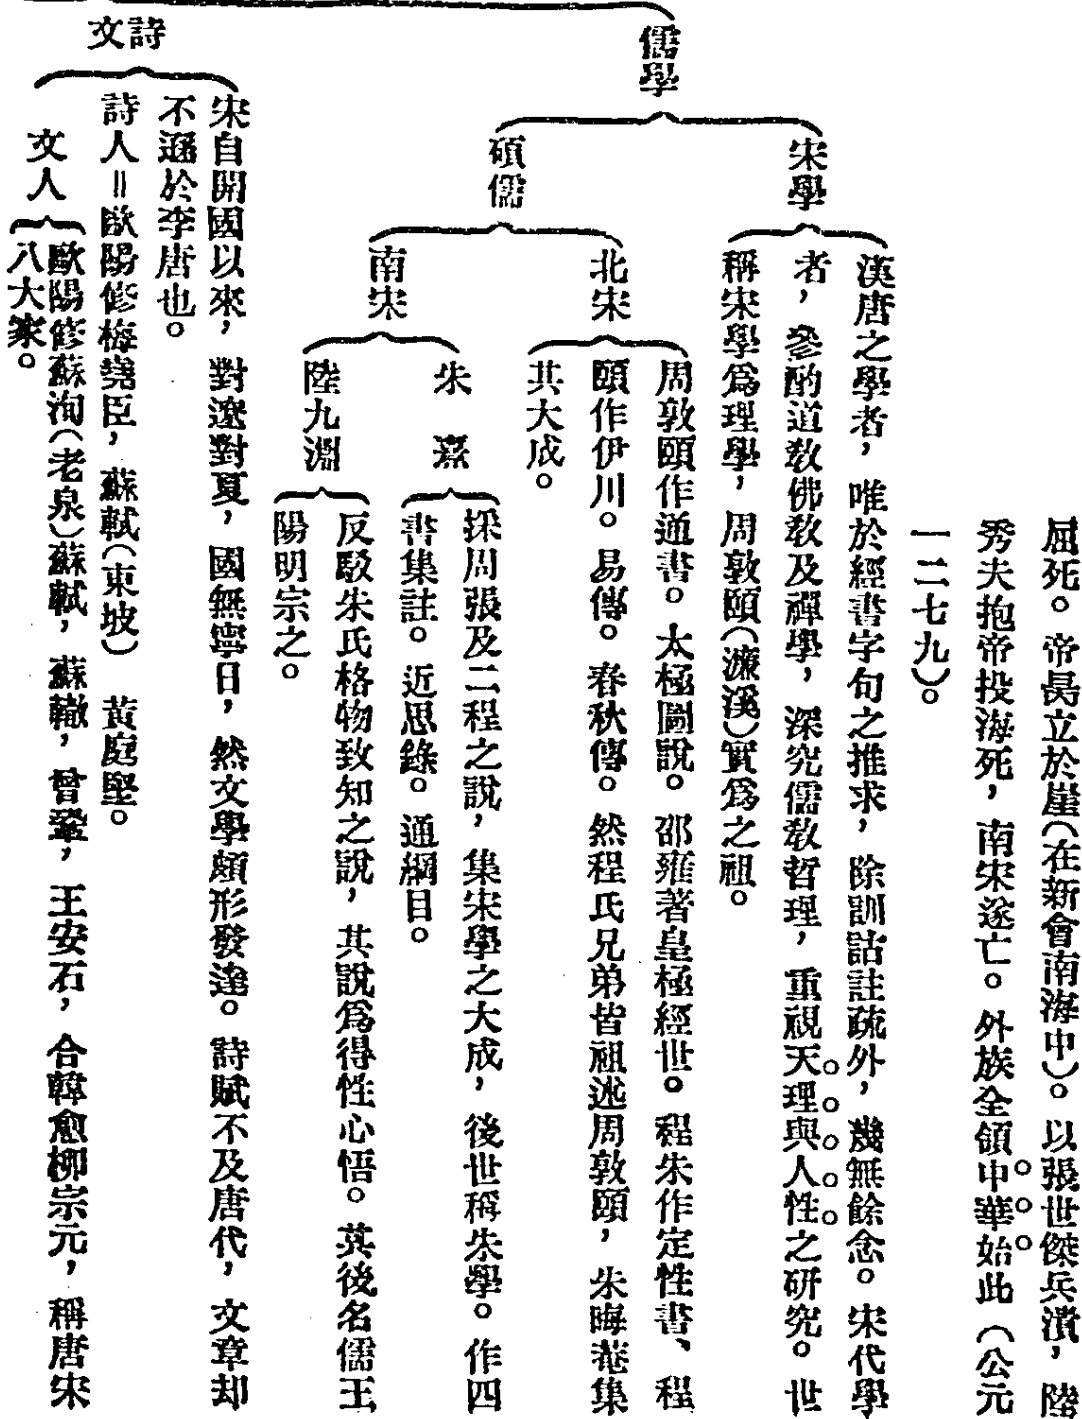 屈死。帝昺立於崖(在新會南海中)。以張世傑兵潰，陸
秀夫抱帝投海死，南宋遂亡。外族全領中華始此（公元
一二七九)。
儒學
宋學
漢唐之學者，唯於經書字句之推求，除訓詁註疏外，幾無餘念。宋代學
者，參酌道敎佛敎及禪學，深究儒敎哲理，重視天理與人性之硏究。世
稱宋學爲理學，周敦頤(濂溪)實爲之祖。
碩儒
北宋
周敦頤作通書。太極圖說。邵雍著皇極經世。程朱作定性書、程
頤作伊川。易傳。春秋傳。然程氏兄弟皆祖述周敦頤，朱晦菴集
其大成。
南宋
朱熹
採周張及二程之說，集宋學之大成，後世稱朱學。作四
書集註。近思錄。通綱目。
陸九淵
反駁朱氏格物致知之說，其說爲得性心悟。其後名儒王
陽明宗之。
詩文
宋自開國以來，對遼對夏，國無寧日，然文學頗形發達。詩賦不及唐代，文章却
不遜於李唐也。
詩人＝歐陽修梅堯臣，蘇軾(東坡) 黃庭堅。
文人
歐陽修蘇洵(老泉)蘇軾，蘇轍，曾鞏，王安石，合韓愈柳宗元，稱唐宋
八大家。